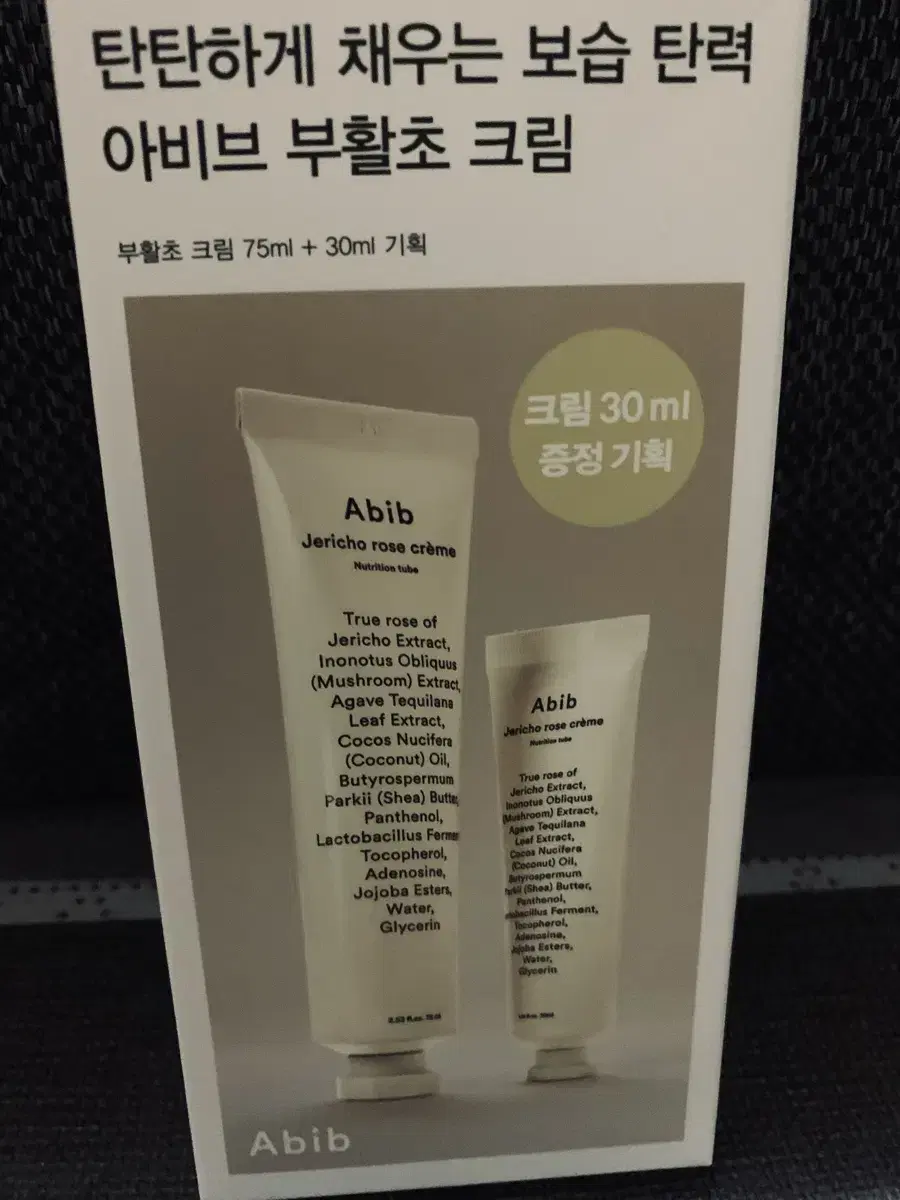 탄탄하게 채우는 보습 탄력
아비브 부활초 크림
부활초 크림 75ml + 30ml 기획
크림 30ml
증정 기획
Abib
Jericho rose crème
Nutrition tube
True rose of
Jericho Extract,
Inonotus Obliquus
(Mushroom) Extract,
Agave Tequilana
Leaf Extract,
Cocos Nucifera
(Coconut) Oil,
Butyrospermum
Parkii (Shea) Butter,
Panthenol,
Lactobacillus Ferment
Tocopherol,
Adenosine,
Jojoba Esters,
Water,
Glycerin
Abib
Jericho rose crème
Nutrition tube
True rose of
Jericho Extract,
Inonotus Obliquus
(Mushroom) Extract,
Agave Tequilana
Leaf Extract,
Cocos Nucifera
(Coconut) Oil,
Butyrospermum
Parkii (Shea) Butter,
Panthenol,
Lactobacillus Ferment,
Tocopherol,
Adenosine,
Jojoba Esters,
Water,
Glycerin
Abib